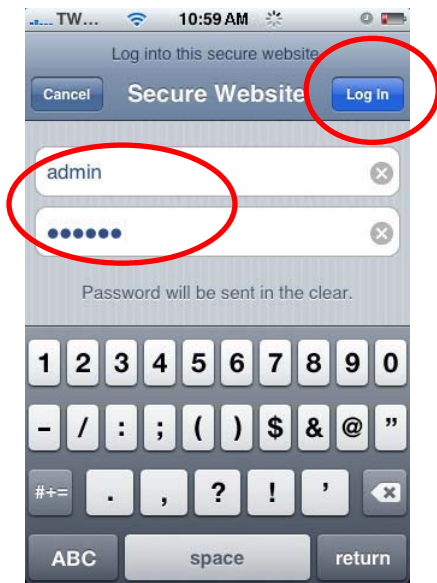 TW... 10:59 AM
Log into this secure website
Cancel Secure Website Log In
admin
••••••
Password will be sent in the clear.
1 2 3 4 5 6 7 8 9 0
- / : ; ( ) $ & @ "
#+= . , ? ! '
ABC space return